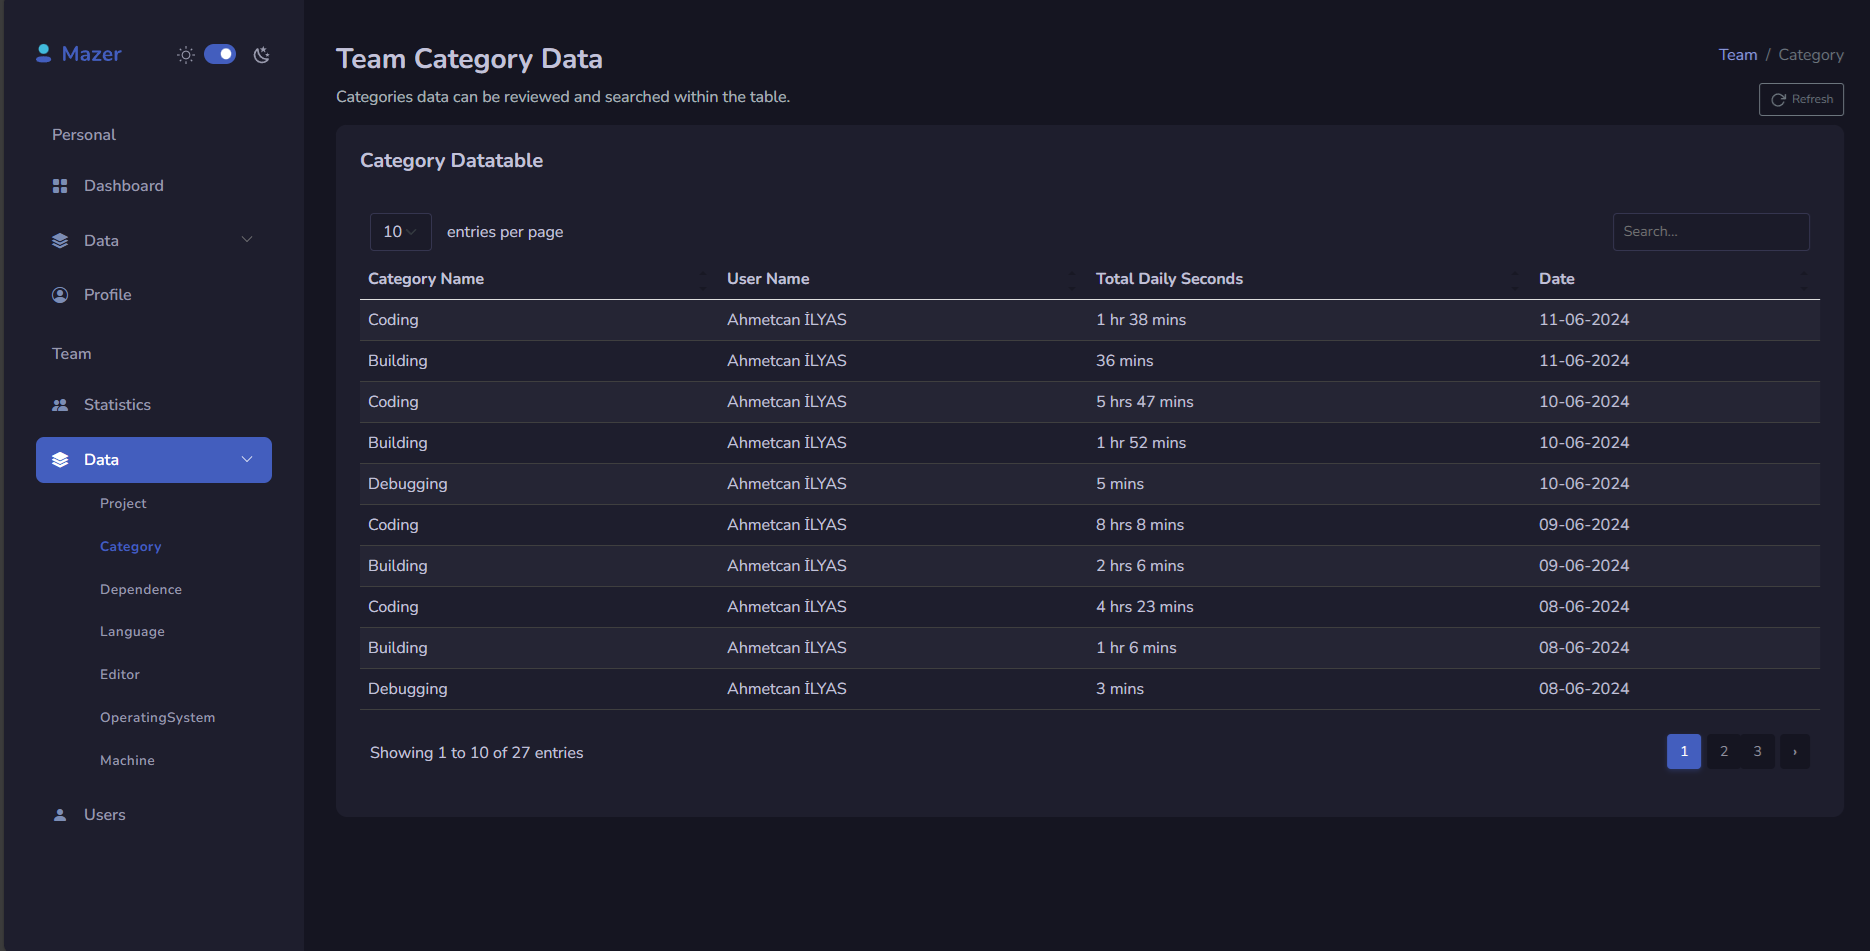 Mazer
Personal
Dashboard
Data
Profile
Team
Statistics
Data
Project
Category
Dependence
Language
Editor
OperatingSystem
Machine
Users
Team Category Data
Team / Category
Categories data can be reviewed and searched within the table.
Refresh
Category Datatable
10 entries per page
Search...
Category Name User Name Total Daily Seconds Date
Coding Ahmetcan İLYAS 1 hr 38 mins 11-06-2024
Building Ahmetcan İLYAS 36 mins 11-06-2024
Coding Ahmetcan İLYAS 5 hrs 47 mins 10-06-2024
Building Ahmetcan İLYAS 1 hr 52 mins 10-06-2024
Debugging Ahmetcan İLYAS 5 mins 10-06-2024
Coding Ahmetcan İLYAS 8 hrs 8 mins 09-06-2024
Building Ahmetcan İLYAS 2 hrs 6 mins 09-06-2024
Coding Ahmetcan İLYAS 4 hrs 23 mins 08-06-2024
Building Ahmetcan İLYAS 1 hr 6 mins 08-06-2024
Debugging Ahmetcan İLYAS 3 mins 08-06-2024
Showing 1 to 10 of 27 entries
1 2 3 ›